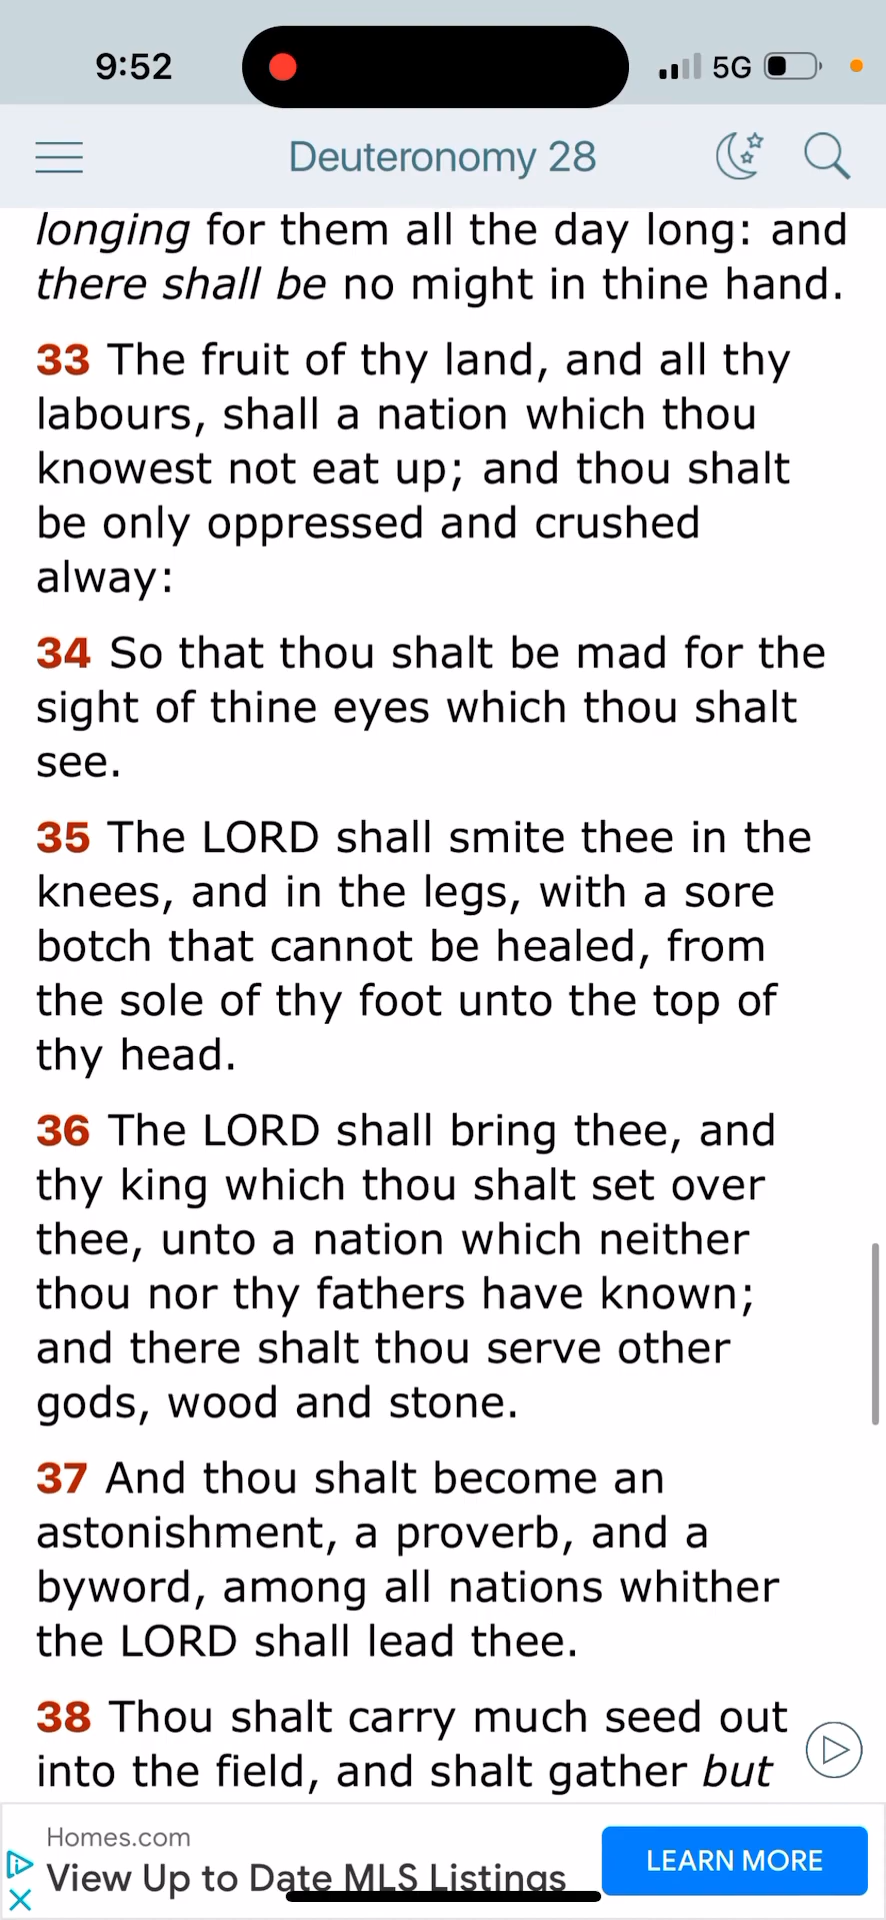 9:52
5G
Deuteronomy 28
longing for them all the day long: and
there shall be no might in thine hand.
33 The fruit of thy land, and all thy
labours, shall a nation which thou
knowest not eat up; and thou shalt
be only oppressed and crushed
alway:
34 So that thou shalt be mad for the
sight of thine eyes which thou shalt
see.
35 The LORD shall smite thee in the
knees, and in the legs, with a sore
botch that cannot be healed, from
the sole of thy foot unto the top of
thy head.
36 The LORD shall bring thee, and
thy king which thou shalt set over
thee, unto a nation which neither
thou nor thy fathers have known;
and there shalt thou serve other
gods, wood and stone.
37 And thou shalt become an
astonishment, a proverb, and a
byword, among all nations whither
the LORD shall lead thee.
38 Thou shalt carry much seed out
into the field, and shalt gather but
Homes.com
View Up to Date MLS Listings
LEARN MORE